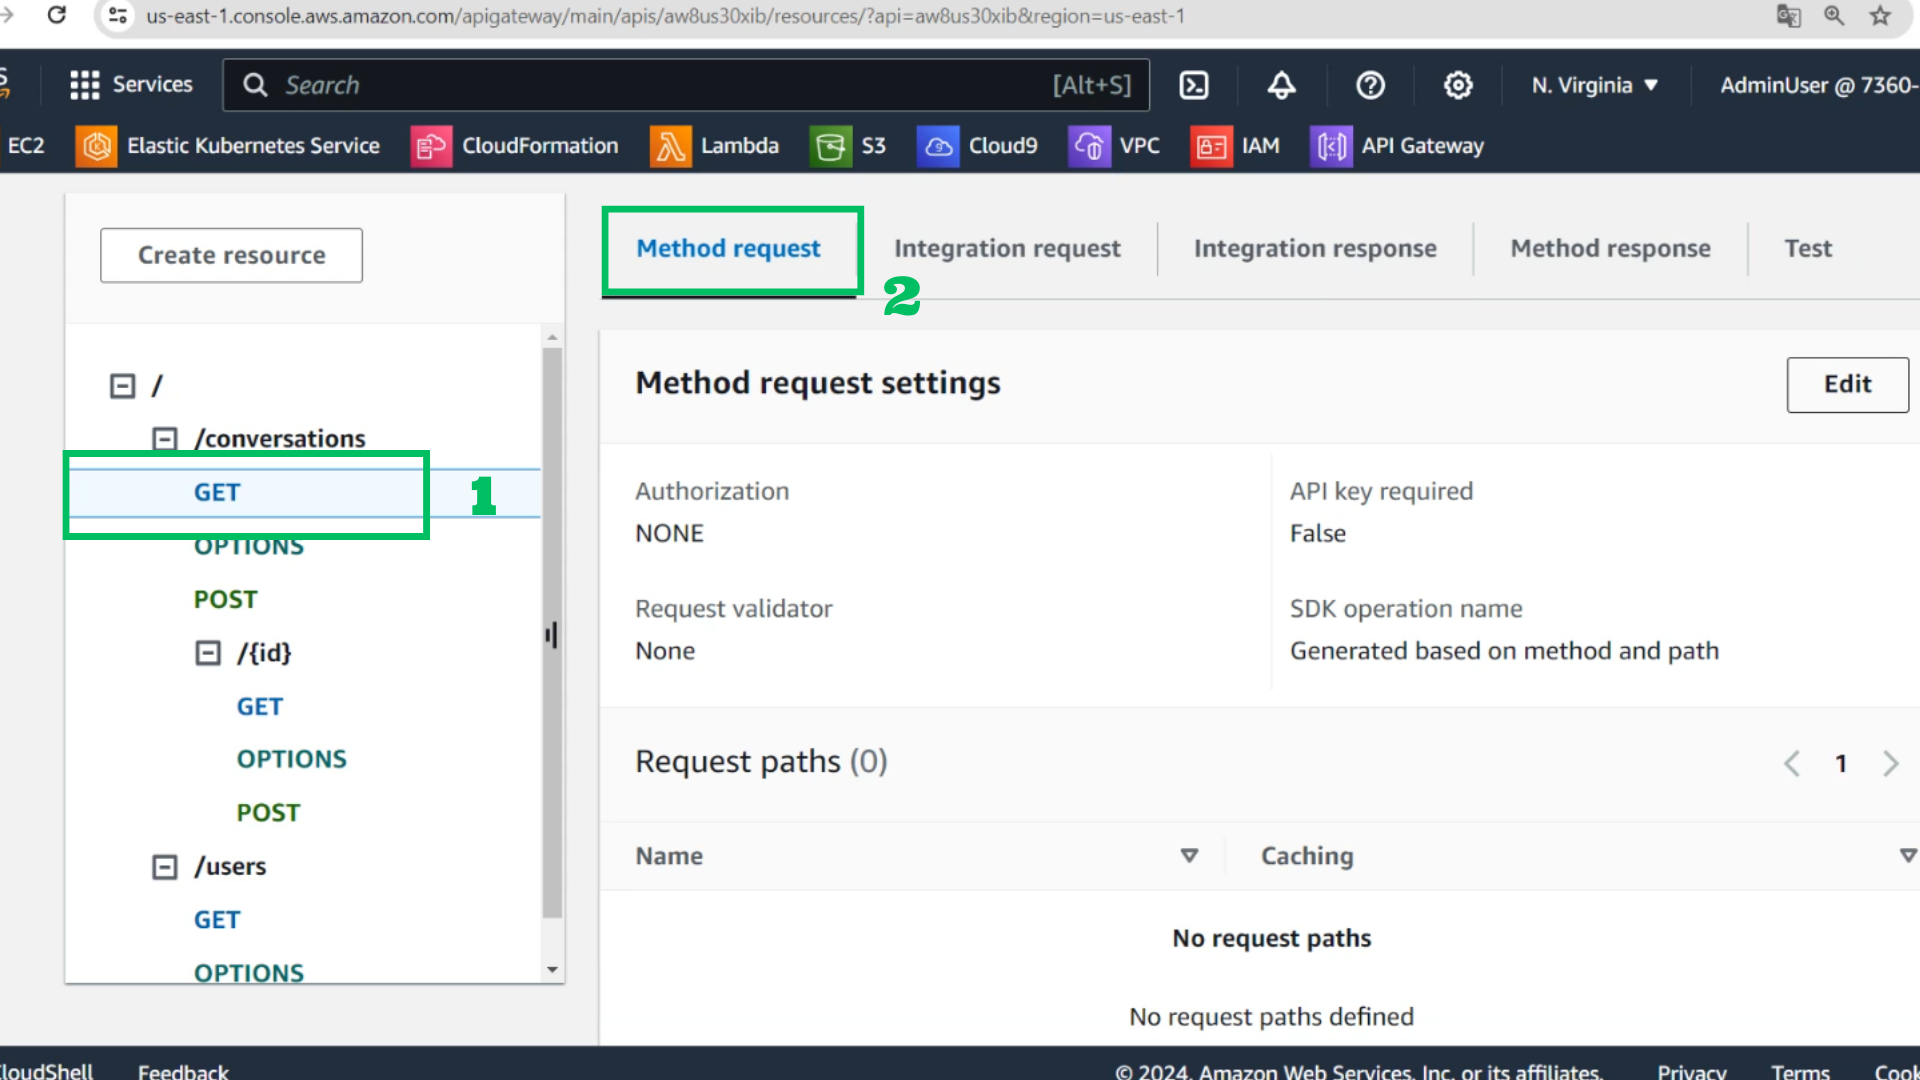 us-east-1.console.aws.amazon.com/apigateway/main/apis/aw8us30xib/resources/?api=aw8us30xib&region=us-east-1
Services
Search
[Alt+S]
N. Virginia
AdminUser @ 7360-
EC2
Elastic Kubernetes Service
CloudFormation
Lambda
S3
Cloud9
VPC
IAM
API Gateway
Create resource
/
/conversations
GET
1
OPTIONS
POST
/{id}
GET
OPTIONS
POST
/users
GET
OPTIONS
Method request
2
Integration request
Integration response
Method response
Test
Method request settings
Edit
Authorization
NONE
API key required
False
Request validator
None
SDK operation name
Generated based on method and path
Request paths (0)
1
Name
Caching
No request paths
No request paths defined
CloudShell
Feedback
© 2024, Amazon Web Services, Inc. or its affiliates.
Privacy
Terms
Cook